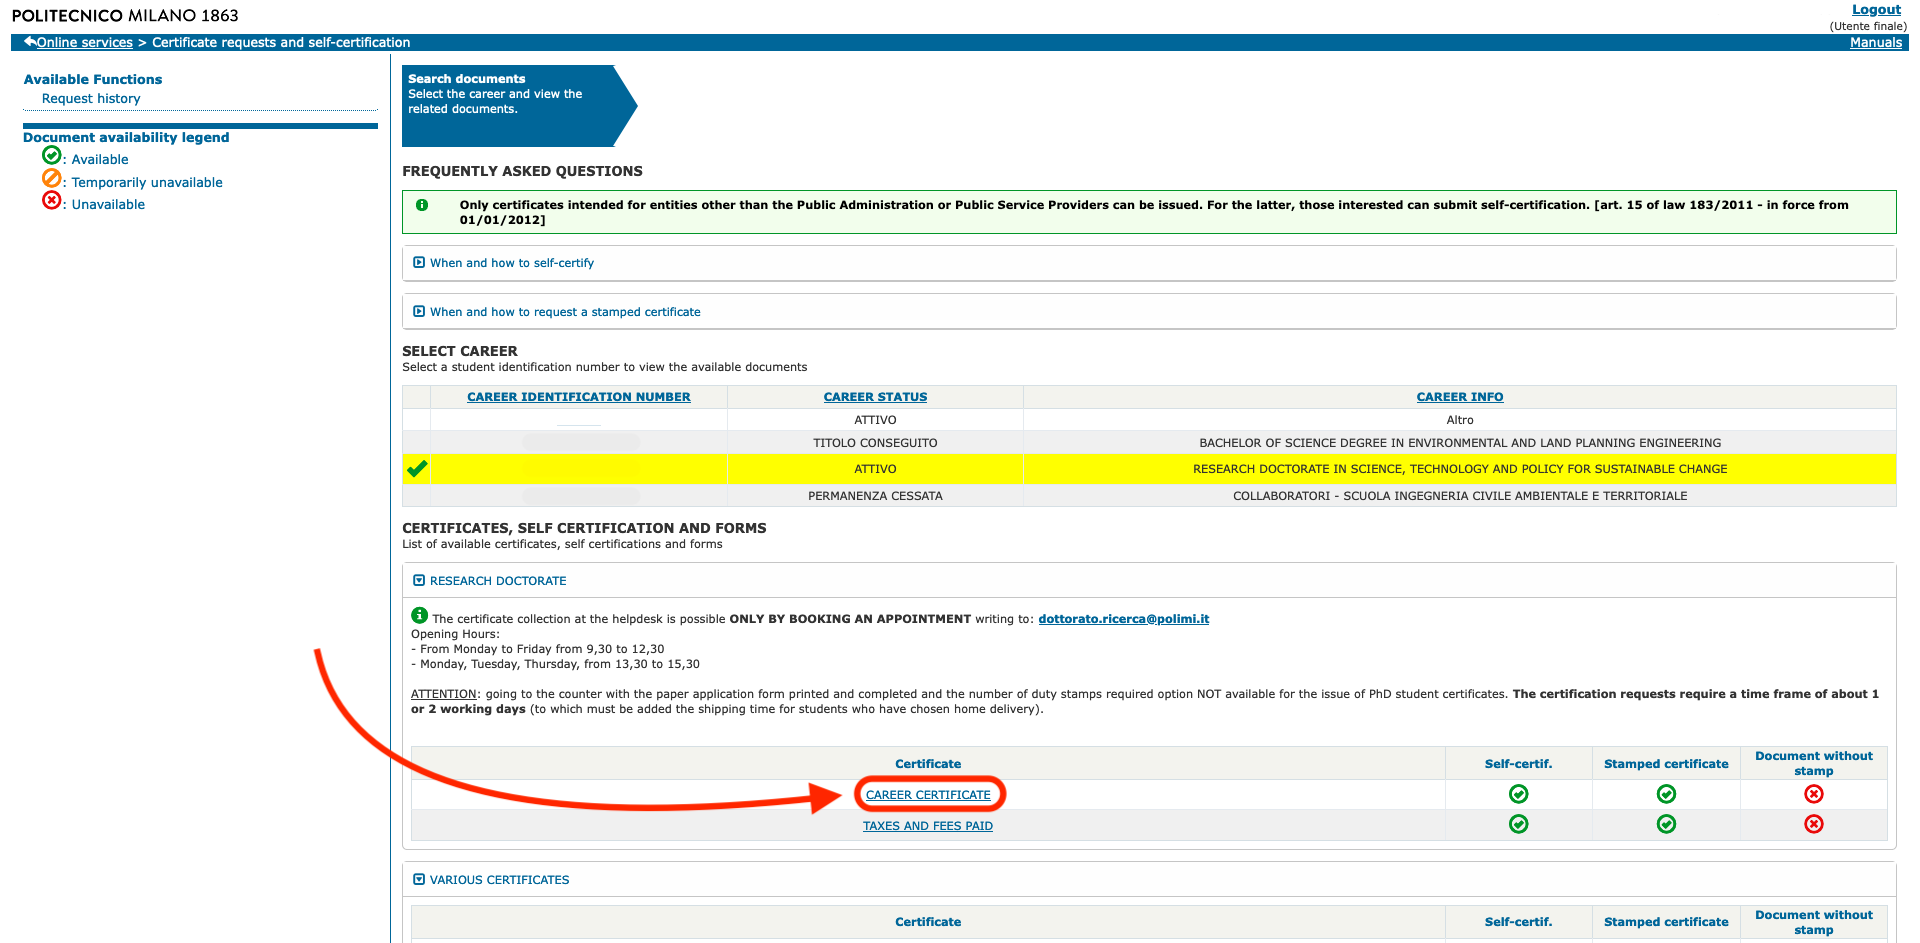 POLITECNICO MILANO 1863
Logout
(Utente finale)
Online services > Certificate requests and self-certification
Manuals
Available Functions
Request history
Document availability legend
: Available
: Temporarily unavailable
: Unavailable
Search documents
Select the career and view the
related documents.
FREQUENTLY ASKED QUESTIONS
Only certificates intended for entities other than the Public Administration or Public Service Providers can be issued. For the latter, those interested can submit self-certification. [art. 15 of law 183/2011 - in force from
01/01/2012]
When and how to self-certify
When and how to request a stamped certificate
SELECT CAREER
Select a student identification number to view the available documents
CAREER IDENTIFICATION NUMBER CAREER STATUS CAREER INFO
ATTIVO Altro
TITOLO CONSEGUITO BACHELOR OF SCIENCE DEGREE IN ENVIRONMENTAL AND LAND PLANNING ENGINEERING
ATTIVO RESEARCH DOCTORATE IN SCIENCE, TECHNOLOGY AND POLICY FOR SUSTAINABLE CHANGE
PERMANENZA CESSATA COLLABORATORI - SCUOLA INGEGNERIA CIVILE AMBIENTALE E TERRITORIALE
CERTIFICATES, SELF CERTIFICATION AND FORMS
List of available certificates, self certifications and forms
RESEARCH DOCTORATE
The certificate collection at the helpdesk is possible ONLY BY BOOKING AN APPOINTMENT writing to: dottorato.ricerca@polimi.it
Opening Hours:
- From Monday to Friday from 9,30 to 12,30
- Monday, Tuesday, Thursday, from 13,30 to 15,30
ATTENTION: going to the counter with the paper application form printed and completed and the number of duty stamps required option NOT available for the issue of PhD student certificates. The certification requests require a time frame of about 1
or 2 working days (to which must be added the shipping time for students who have chosen home delivery).
Certificate Self-certif. Stamped certificate Document without stamp
CAREER CERTIFICATE
TAXES AND FEES PAID
VARIOUS CERTIFICATES
Certificate Self-certif. Stamped certificate Document without stamp